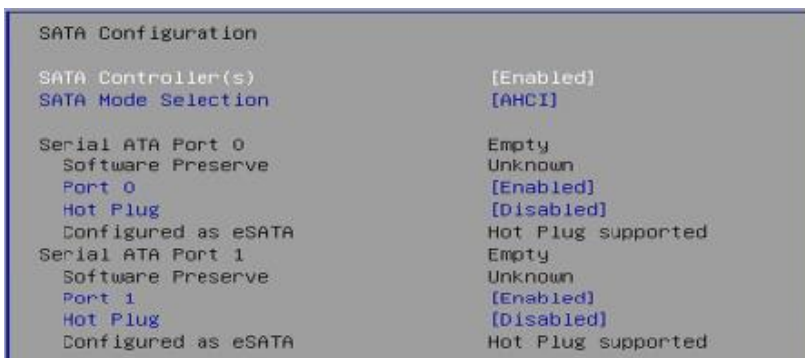 SATA Configuration
SATA Controller(s) [Enabled]
SATA Mode Selection [AHCI]
Serial ATA Port 0 Empty
Software Preserve Unknown
Port 0 [Enabled]
Hot Plug [Disabled]
Configured as eSATA Hot Plug supported
Serial ATA Port 1 Empty
Software Preserve Unknown
Port 1 [Enabled]
Hot Plug [Disabled]
Configured as eSATA Hot Plug supported